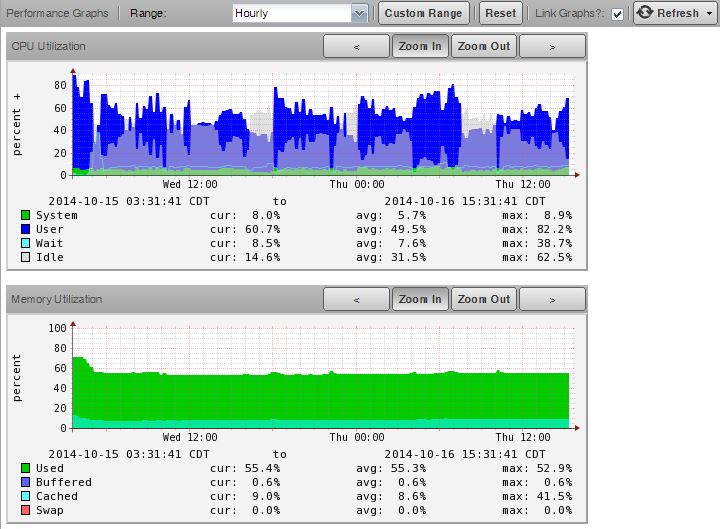 Performance Graphs Range: Hourly Custom Range Reset Link Graphs?: Refresh
CPU Utilization < Zoom In Zoom Out >
percent +
80
60
40
20
0
Wed 12:00 Thu 00:00 Thu 12:00
2014-10-15 03:31:41 CDT to 2014-10-16 15:31:41 CDT
System cur: 8.0% avg: 5.7% max: 8.9%
User cur: 60.7% avg: 49.5% max: 82.2%
Wait cur: 8.5% avg: 7.6% max: 38.7%
Idle cur: 14.6% avg: 31.5% max: 62.5%
Memory Utilization < Zoom In Zoom Out >
percent
100
80
60
40
20
0
Wed 12:00 Thu 00:00 Thu 12:00
2014-10-15 03:31:41 CDT to 2014-10-16 15:31:41 CDT
Used cur: 55.4% avg: 55.3% max: 52.9%
Buffered cur: 0.6% avg: 0.6% max: 0.6%
Cached cur: 9.0% avg: 8.6% max: 41.5%
Swap cur: 0.0% avg: 0.0% max: 0.0%